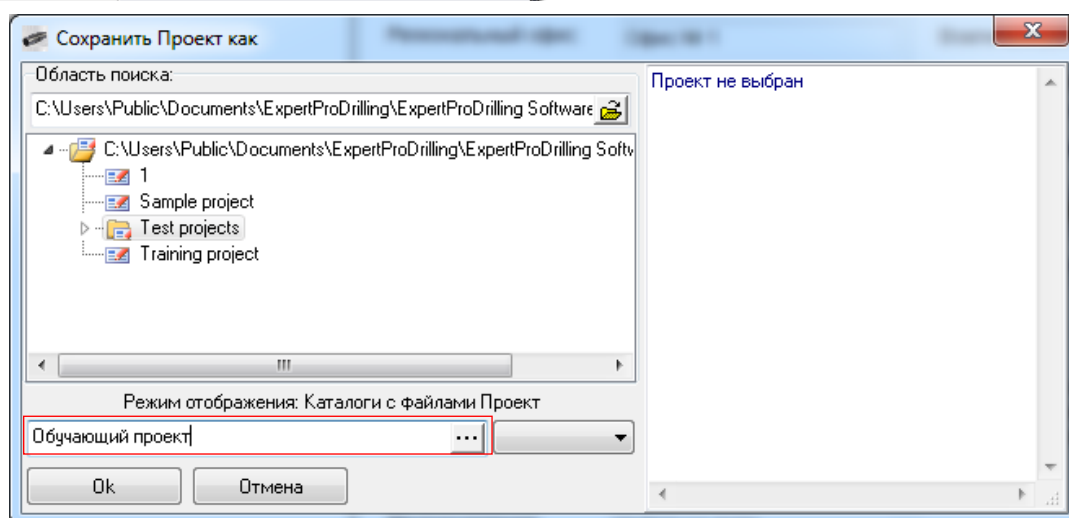 Сохранить Проект как
Область поиска:
C:\Users\Public\Documents\ExpertProDrilling\ExpertProDrilling Software
C:\Users\Public\Documents\ExpertProDrilling\ExpertProDrilling Softw
1
Sample project
Test projects
Training project
Режим отображения: Каталоги с файлами Проект
Обучающий проект
...
Ok
Отмена
Проект не выбран